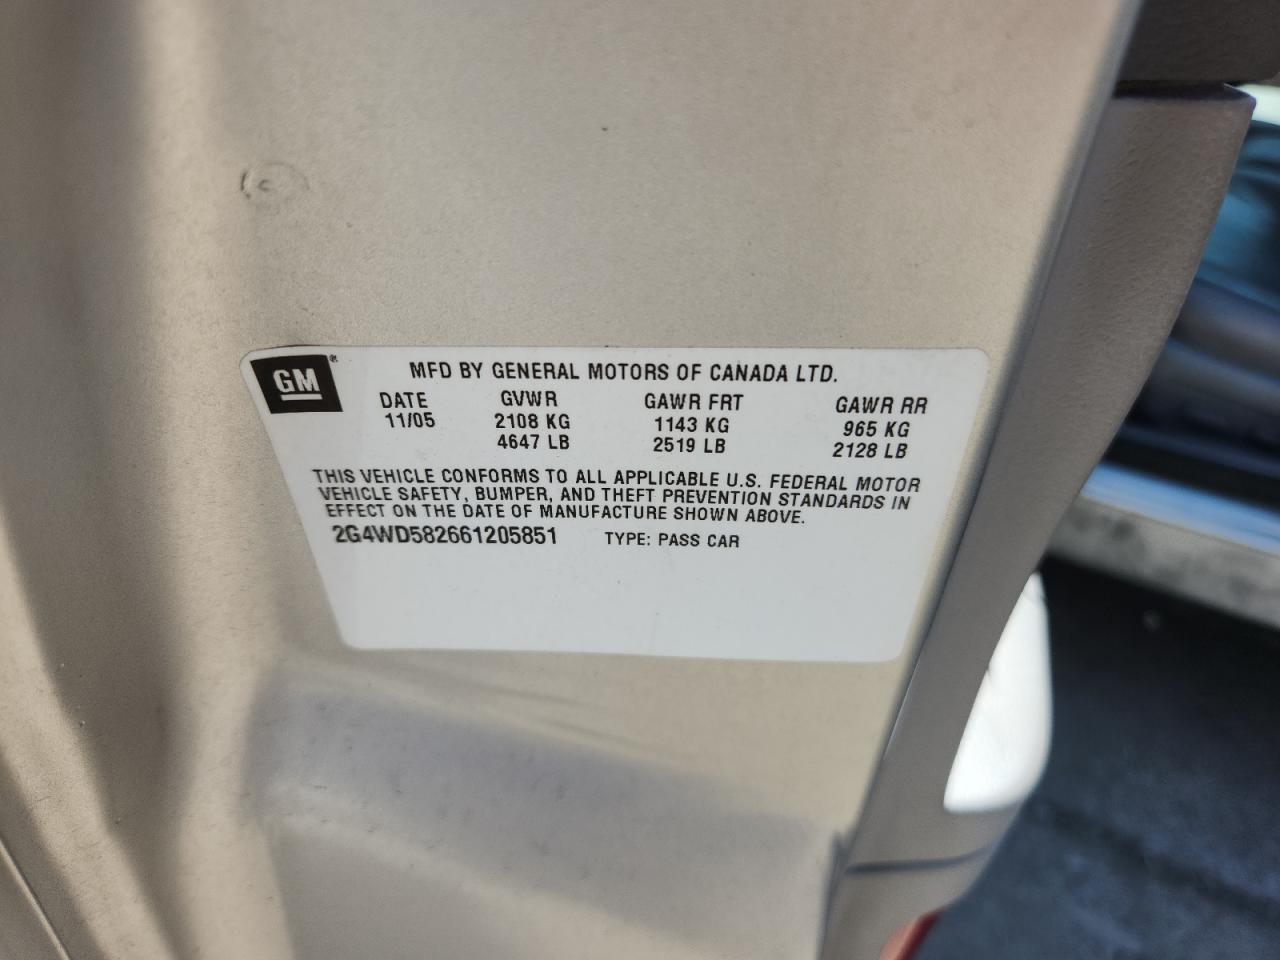 GM®
MFD BY GENERAL MOTORS OF CANADA LTD.
DATE GVWR GAWR FRT GAWR RR
11/05 2108 KG 1143 KG 965 KG
4647 LB 2519 LB 2128 LB
THIS VEHICLE CONFORMS TO ALL APPLICABLE U.S. FEDERAL MOTOR
VEHICLE SAFETY, BUMPER, AND THEFT PREVENTION STANDARDS IN
EFFECT ON THE DATE OF MANUFACTURE SHOWN ABOVE.
2G4WD582661205851 TYPE: PASS CAR